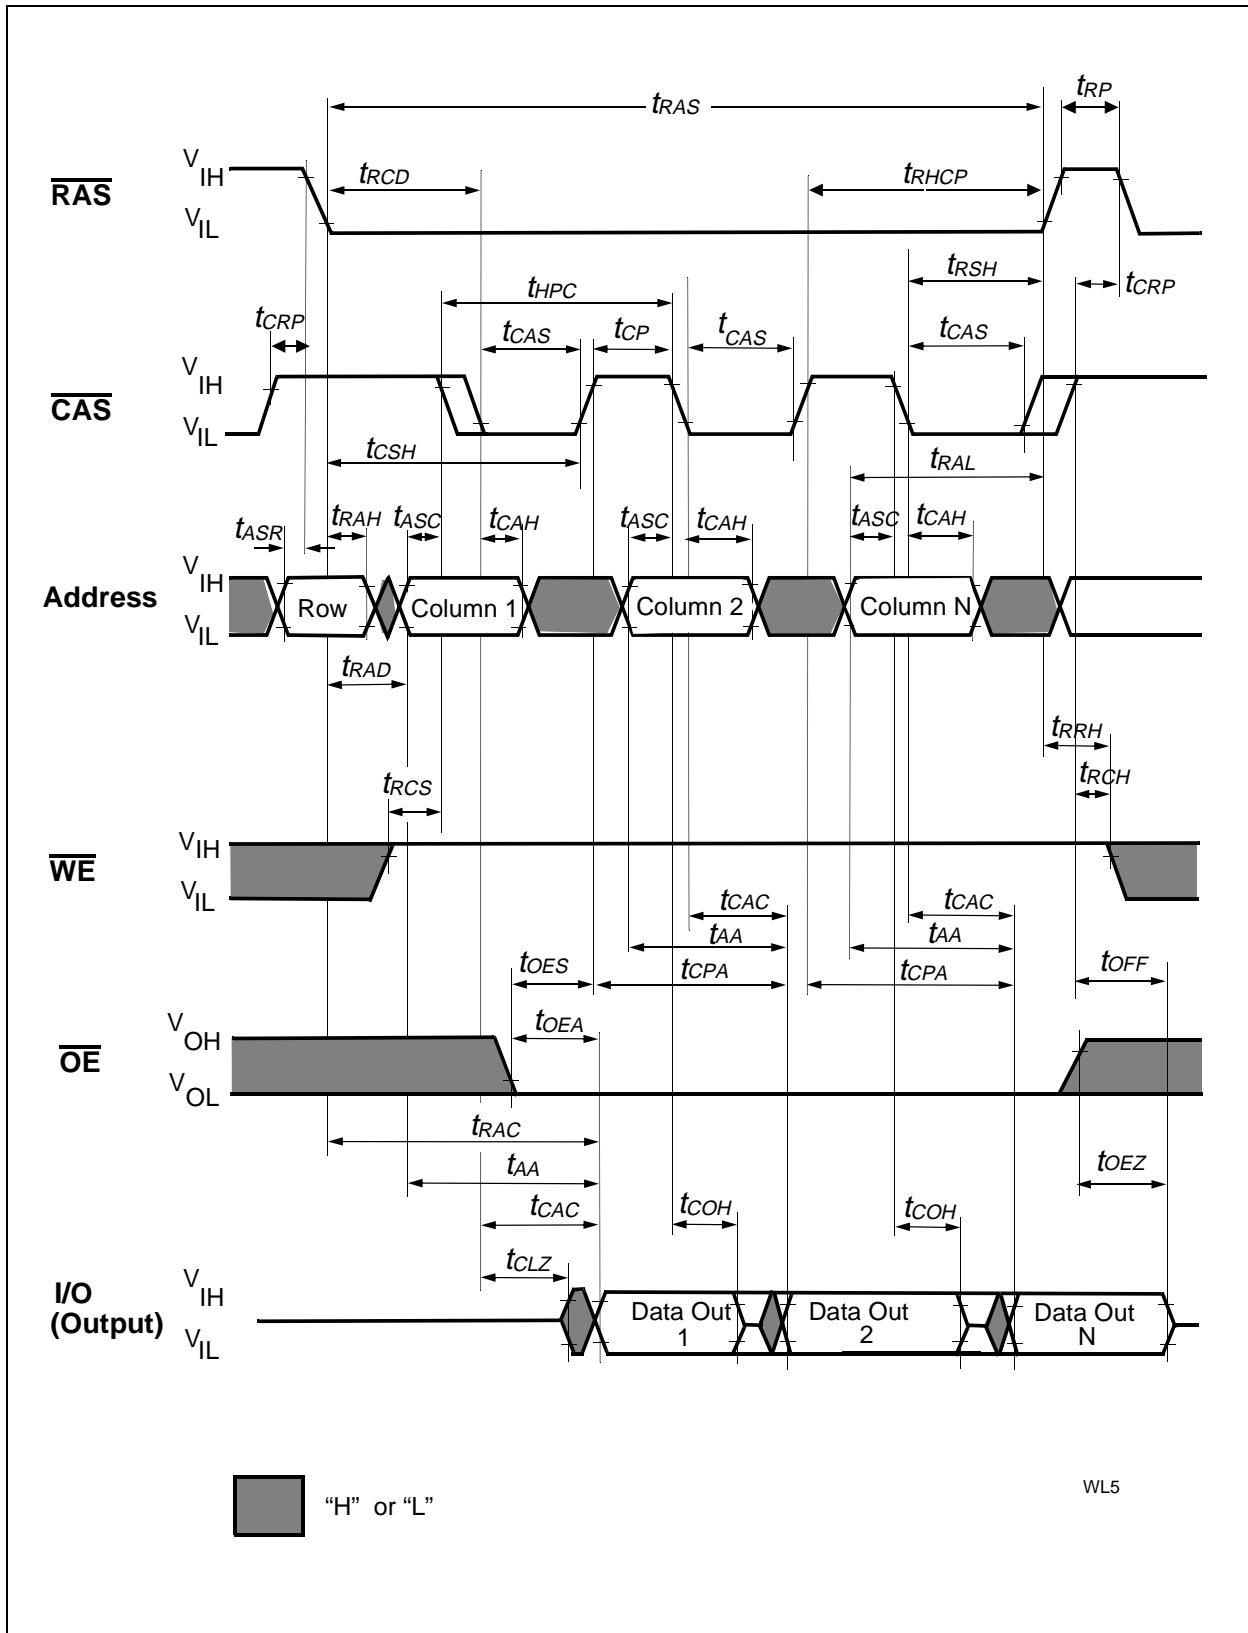 tRAS
tRP
RAS
VIH
VIL
tRCD
tRHCP
tRSH
tCRP
tHPC
tCRP
tCAS
tCP
tCAS
tCAS
CAS
VIH
VIL
tCSH
tRAL
tASR
tRAH
tASC
tCAH
tASC
tCAH
tASC
tCAH
Address
VIH
VIL
Row
Column 1
Column 2
Column N
tRAD
tRRH
tRCS
tRCH
WE
VIH
VIL
tCAC
tCAC
tAA
tAA
tOES
tCPA
tCPA
tOFF
tOEA
OE
VOH
VOL
tRAC
tAA
tOEZ
tCAC
tCOH
tCOH
tCLZ
I/O
(Output)
VIH
VIL
Data Out
1
Data Out
2
Data Out
N
“H” or “L”
WL5